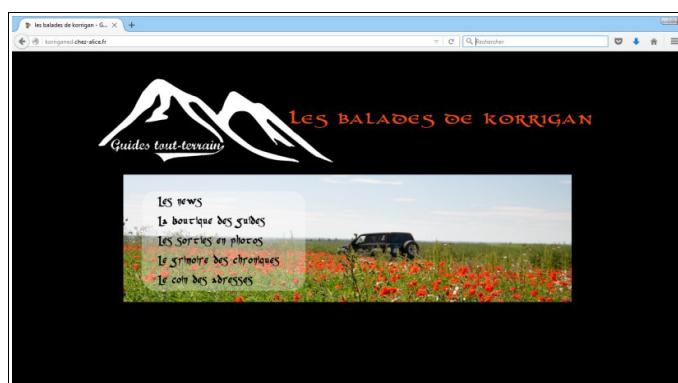 les balades de korrigan - G...
korrigansd.chez-alice.fr
Rechercher
Les balades de korrigan
Guides tout-terrain
Les news
La boutique des guides
Les sorties en photos
Le grimoire des chroniques
Le coin des adresses